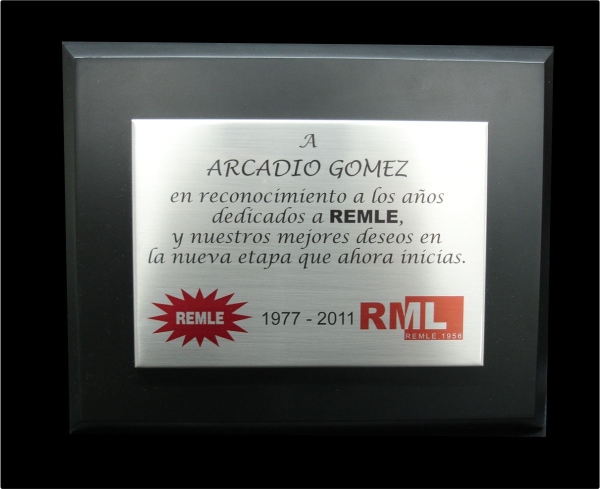 A
ARCADIO GOMEZ
en reconocimiento a los años
dedicados a REMLE,
y nuestros mejores deseos en
la nueva etapa que ahora inicias.
REMLE 1977 - 2011 RML
REMLE 1956